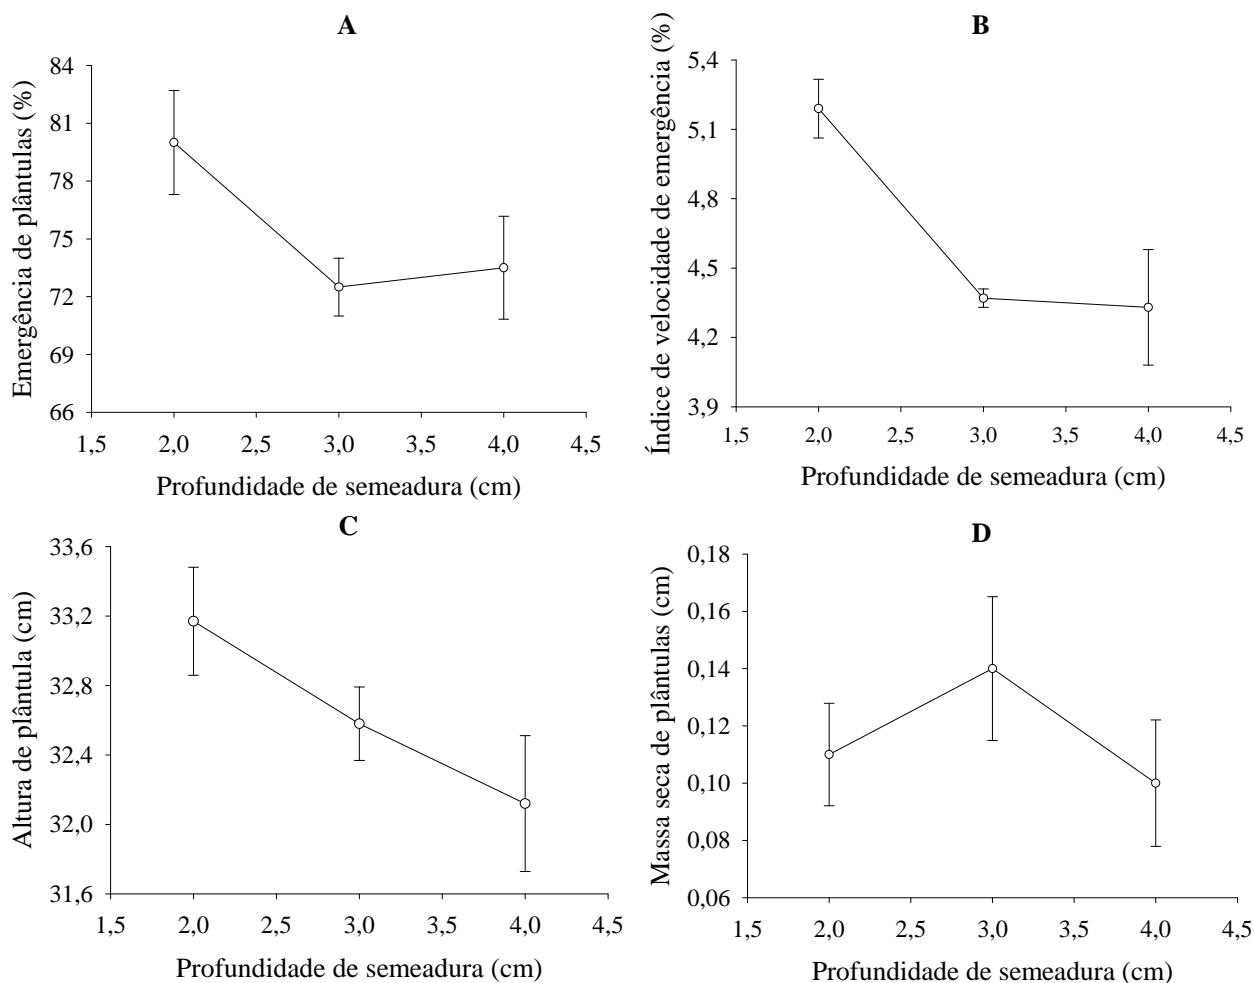 A
Emergência de plântulas (%)
84
81
78
75
72
69
66
1,5 2,0 2,5 3,0 3,5 4,0 4,5
Profundidade de semeadura (cm)
B
Índice de velocidade de emergência (%)
5,4
5,1
4,8
4,5
4,2
3,9
1,5 2,0 2,5 3,0 3,5 4,0 4,5
Profundidade de semeadura (cm)
C
Altura de plântula (cm)
33,6
33,2
32,8
32,4
32,0
31,6
1,5 2,0 2,5 3,0 3,5 4,0 4,5
Profundidade de semeadura (cm)
D
Massa seca de plântulas (cm)
0,18
0,16
0,14
0,12
0,10
0,08
0,06
1,5 2,0 2,5 3,0 3,5 4,0 4,5
Profundidade de semeadura (cm)